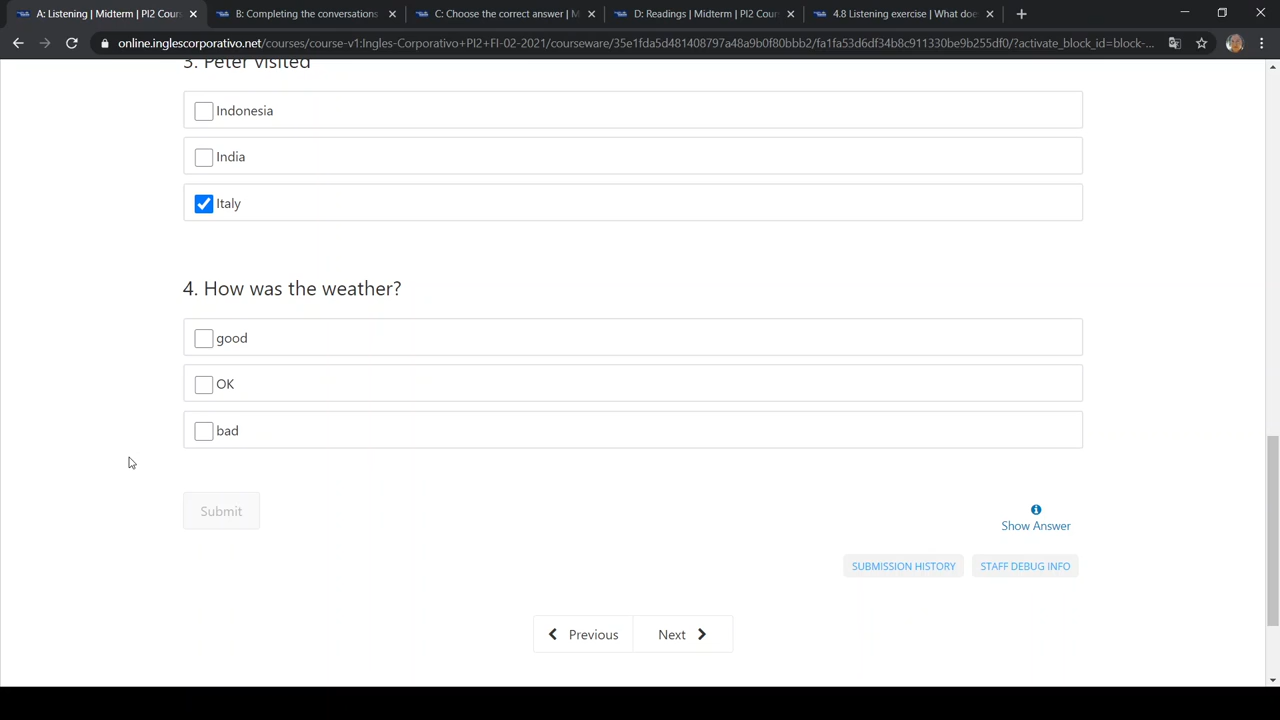 A: Listening | Midterm | PI2 Cour
B: Completing the conversations
C: Choose the correct answer | M
D: Readings | Midterm | PI2 Cour
4.8 Listening exercise | What doe
online.inglescorporativo.net/courses/course-v1:Ingles-Corporativo+PI2+FI-02-2021/courseware/35e1fda5d481408797a48a9b0f80bbb2/fa1fa53d6df34b8c911330be9b255df0/?activate_block_id=block-...
3. Peter visited
Indonesia
India
Italy
4. How was the weather?
good
OK
bad
Submit
Show Answer
SUBMISSION HISTORY
STAFF DEBUG INFO
Previous
Next